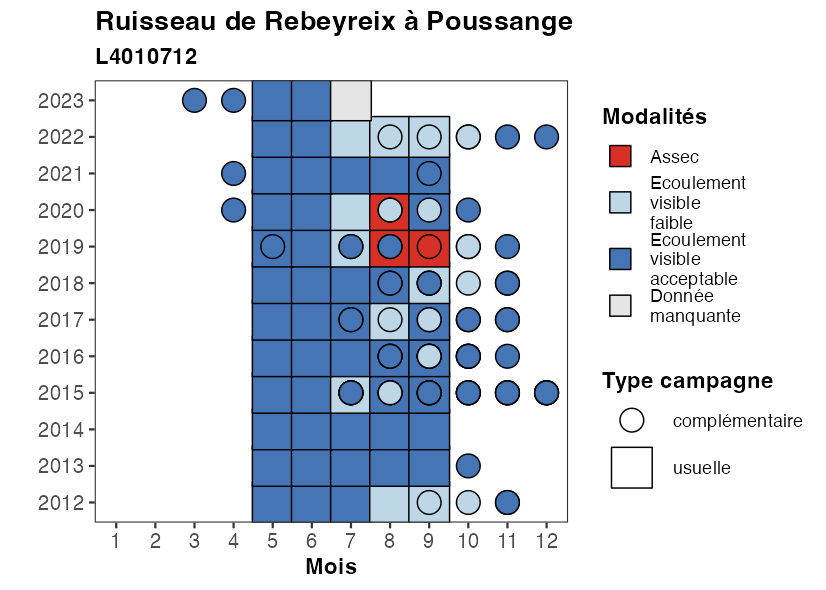 Ruisseau de Rebeyreix à Poussange
L4010712
2023
2022
2021
2020
2019
2018
2017
2016
2015
2014
2013
2012
1 2 3 4 5 6 7 8 9 10 11 12
Mois
Modalités
Assec
Ecoulement
visible
faible
Ecoulement
visible
acceptable
Donnée
manquante
Type campagne
complémentaire
usuelle